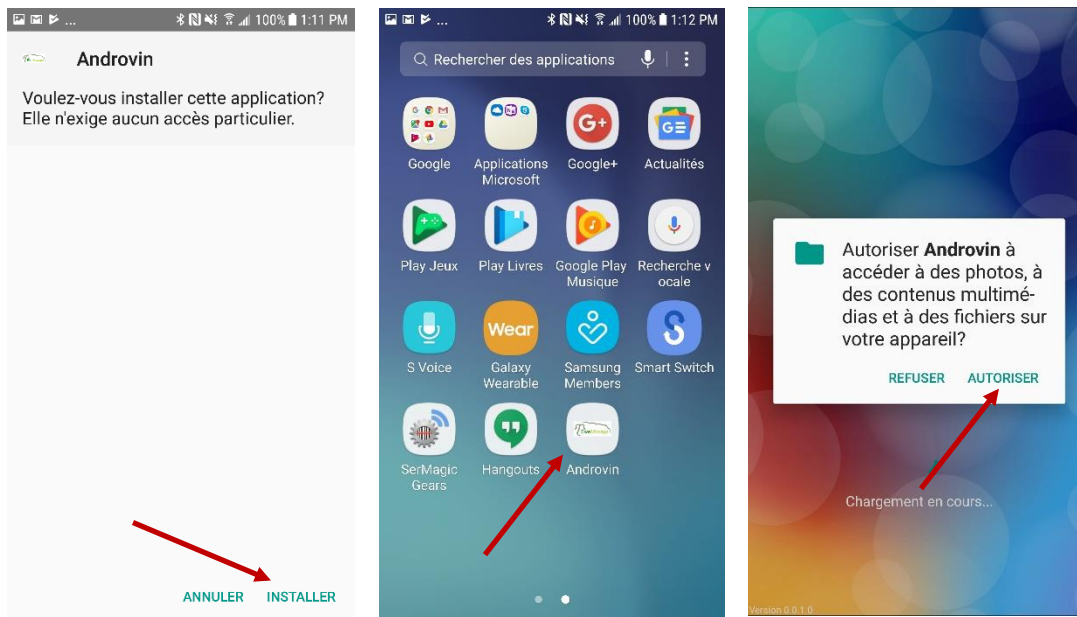 ... 100% 1:11 PM
Androvin
Voulez-vous installer cette application?
Elle n'exige aucun accès particulier.
ANNULER INSTALLER
... 100% 1:12 PM
Rechercher des applications
Google Applications Microsoft Google+ Actualités
Play Jeux Play Livres Google Play Musique Recherche v ocale
Wear
S Voice Galaxy Wearable Samsung Members Smart Switch
SerMagic Gears Hangouts Androvin
Autoriser Androvin à
accéder à des photos, à
des contenus multimé-
dias et à des fichiers sur
votre appareil?
REFUSER AUTORISER
Chargement en cours...
Version 0.0.1.0